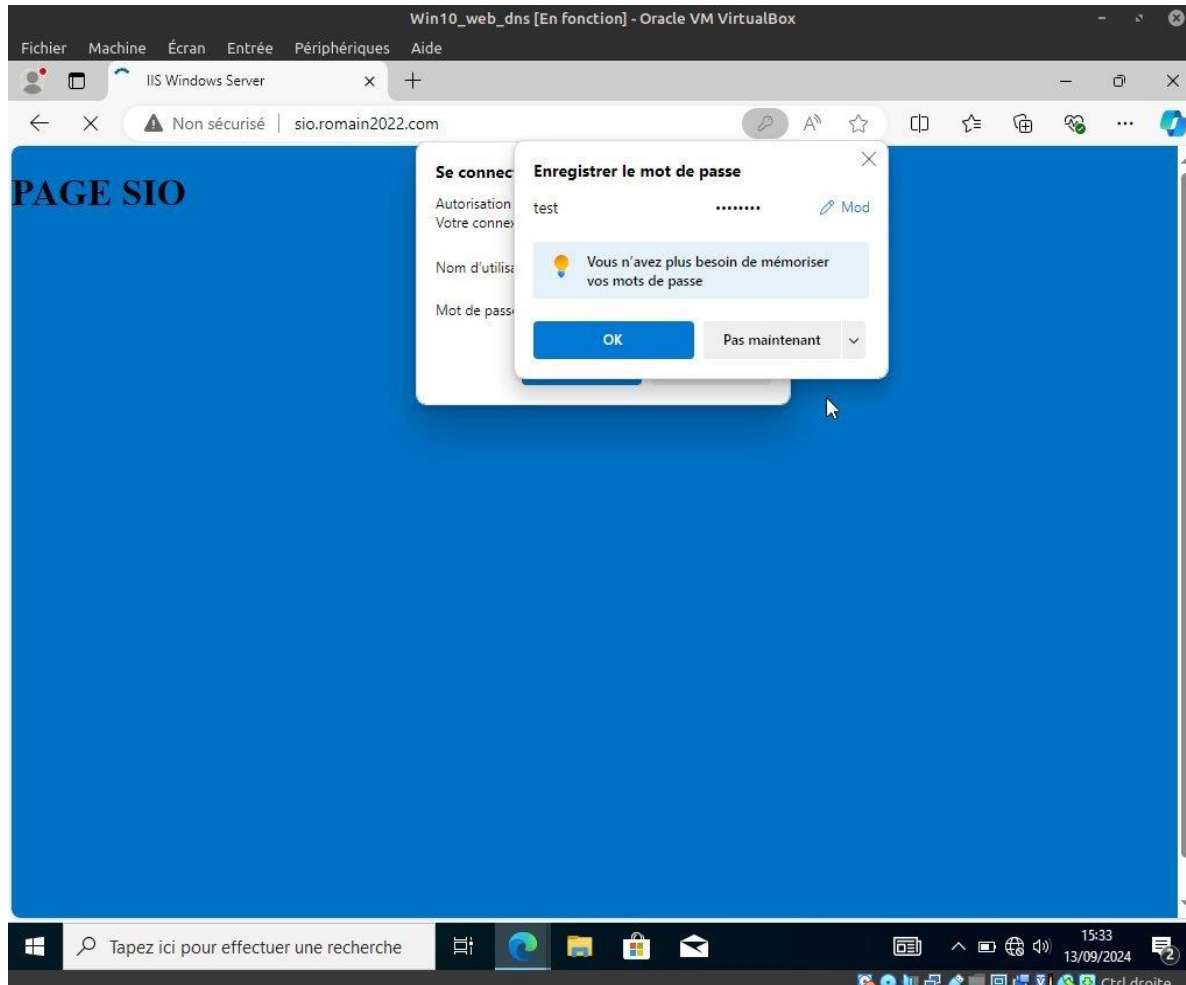 Win10_web_dns [En fonction] - Oracle VM VirtualBox
Fichier Machine Écran Entrée Périphériques Aide
IIS Windows Server
Non sécurisé | sio.romain2022.com
PAGE SIO
Se connec
Autorisation
Votre connex
Nom d'utilisa
Mot de passe
Enregistrer le mot de passe
test •••••••• Mod
Vous n'avez plus besoin de mémoriser
vos mots de passe
OK Pas maintenant
Tapez ici pour effectuer une recherche
15:33
13/09/2024
2
Ctrl droite